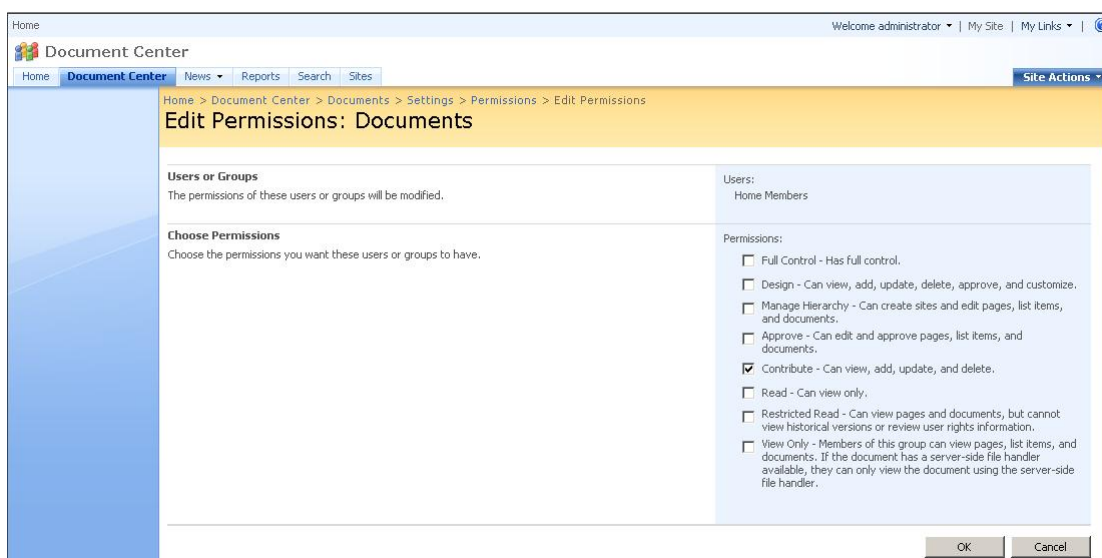 Home
Welcome administrator | My Site | My Links |
Document Center
Home Document Center News Reports Search Sites
Site Actions
Home > Document Center > Documents > Settings > Permissions > Edit Permissions
Edit Permissions: Documents
Users or Groups
The permissions of these users or groups will be modified.
Users:
Home Members
Choose Permissions
Choose the permissions you want these users or groups to have.
Permissions:
Full Control - Has full control.
Design - Can view, add, update, delete, approve, and customize.
Manage Hierarchy - Can create sites and edit pages, list items,
and documents.
Approve - Can edit and approve pages, list items, and
documents.
Contribute - Can view, add, update, and delete.
Read - Can view only.
Restricted Read - Can view pages and documents, but cannot
view historical versions or review user rights information.
View Only - Members of this group can view pages, list items, and
documents. If the document has a server-side file handler
available, they can only view the document using the server-side
file handler.
OK Cancel